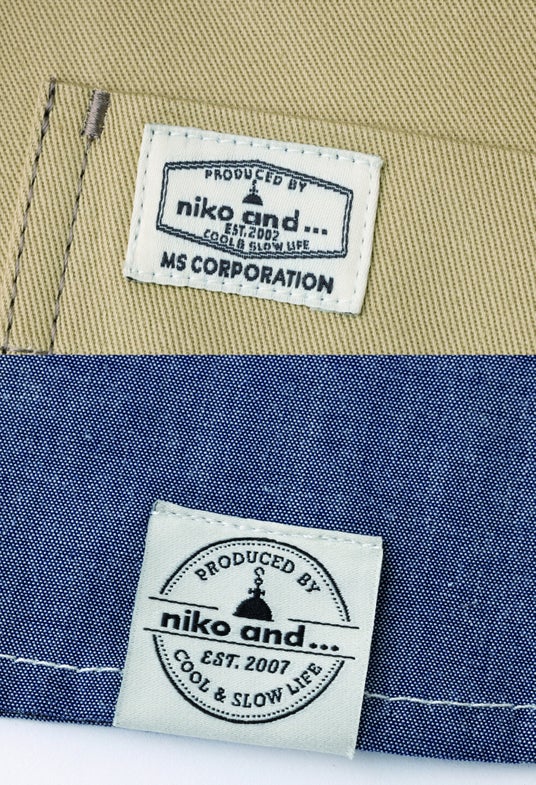 PRODUCED BY
niko and...
EST.2002
COOL & SLOW LIFE
MS CORPORATION
PRODUCED BY
niko and...
EST. 2007
COOL & SLOW LIFE